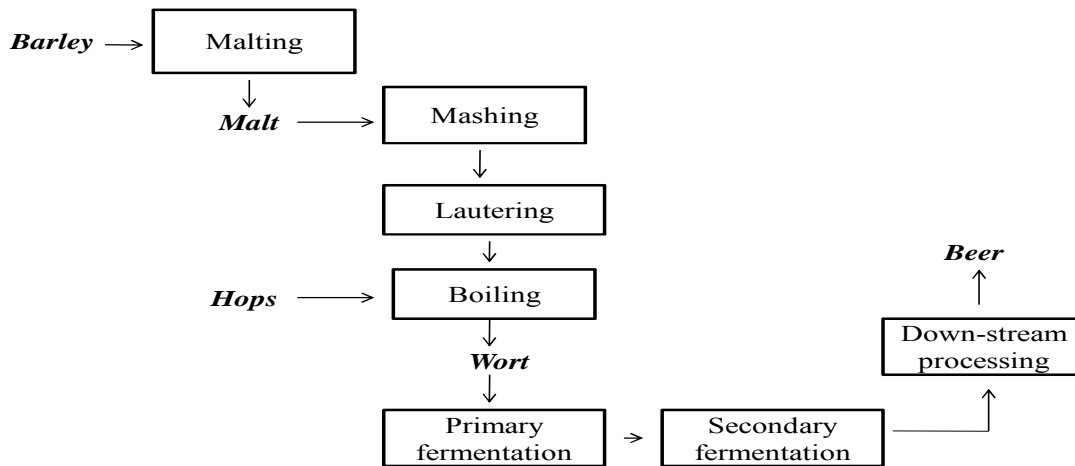 Barley
Malting
Malt
Mashing
Lautering
Hops
Boiling
Wort
Primary
fermentation
Secondary
fermentation
Down-stream
processing
Beer